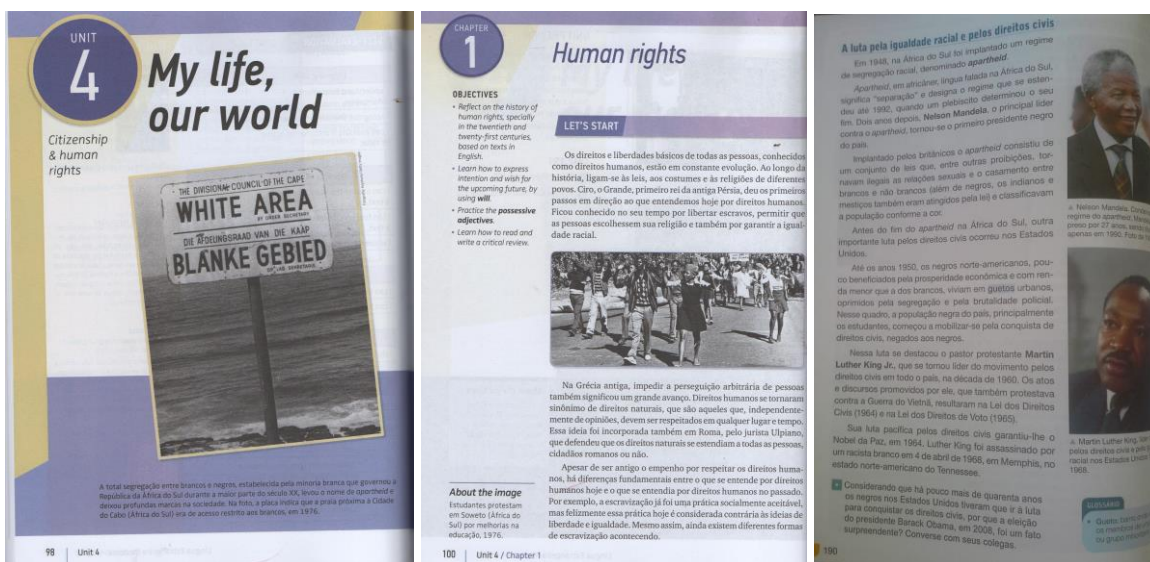 UNIT
4
My life,
our world
Citizenship
& human
rights
THE DIVISIONAL COUNCIL OF THE CAPE
WHITE AREA
BY ORDER SECRETARY
DIE AFDELINGSRAAD VAN DIE KAAP
BLANKE GEBIED
OP LAS SEKRETARIS
A total segregação entre brancos e negros, estabelecida pela minoria branca que governou a
República da África do Sul durante a maior parte do século XX, levou o nome de apartheid e
deixou profundas marcas na sociedade. Na foto, a placa indica que a praia próxima à Cidade
do Cabo (África do Sul) era de acesso restrito aos brancos, em 1976.
98 Unit 4
CHAPTER
1
Human rights
OBJECTIVES
• Reflect on the history of
human rights, specially
in the twentieth and
twenty-first centuries,
based on texts in
English.
• Learn how to express
intention and wish for
the upcoming future, by
using will.
• Practice the possessive
adjectives.
• Learn how to read and
write a critical review.
LET'S START
Os direitos e liberdades básicos de todas as pessoas, conhecidos
como direitos humanos, estão em constante evolução. Ao longo da
história, ligam-se às leis, aos costumes e às religiões de diferentes
povos. Ciro, o Grande, primeiro rei da antiga Pérsia, deu os primeiros
passos em direção ao que entendemos hoje por direitos humanos.
Ficou conhecido no seu tempo por libertar escravos, permitir que
as pessoas escolhessem sua religião e também por garantir a igual-
dade racial.
Na Grécia antiga, impedir a perseguição arbitrária de pessoas
também significou um grande avanço. Direitos humanos se tornaram
sinônimo de direitos naturais, que são aqueles que, independente-
mente de opiniões, devem ser respeitados em qualquer lugar e tempo.
Essa ideia foi incorporada também em Roma, pelo jurista Ulpiano,
que defendeu que os direitos naturais se estendiam a todas as pessoas,
cidadãos romanos ou não.
Apesar de ser antigo o empenho por respeitar os direitos huma-
nos, há diferenças fundamentais entre o que se entende por direitos
humanos hoje e o que se entendia por direitos humanos no passado.
Por exemplo, a escravização já foi uma prática socialmente aceitável,
mas felizmente essa prática hoje é considerada contrária às ideias de
liberdade e igualdade. Mesmo assim, ainda existem diferentes formas
de escravização acontecendo.
About the image
Estudantes protestam
em Soweto (África do
Sul) por melhorias na
educação, 1976.
100 Unit 4 / Chapter 1
A luta pela igualdade racial e pelos direitos civis
Em 1948, na África do Sul foi implantado um regime
de segregação racial, denominado apartheid.
Apartheid, em africâner, língua falada na África do Sul,
significa "separação" e designa o regime que se esten-
deu até 1992, quando um plebiscito determinou o seu
fim. Dois anos depois, Nelson Mandela, o principal líder
contra o apartheid, tornou-se o primeiro presidente negro
do país.
Implantado pelos britânicos o apartheid consistiu de
um conjunto de leis que, entre outras proibições, tor-
navam ilegais as relações sexuais e o casamento entre
brancos e não brancos (além de negros, os indianos e
mestiços também eram atingidos pela lei) e classificavam
a população conforme a cor.
Antes do fim do apartheid na África do Sul, outra
importante luta pelos direitos civis ocorreu nos Estados
Unidos.
Até os anos 1950, os negros norte-americanos, pou-
co beneficiados pela prosperidade econômica e com ren-
da menor que a dos brancos, viviam em guetos urbanos,
oprimidos pela segregação e pela brutalidade policial.
Nesse quadro, a população negra do país, principalmente
os estudantes, começou a mobilizar-se pela conquista de
direitos civis, negados aos negros.
Nessa luta se destacou o pastor protestante Martin
Luther King Jr., que se tornou líder do movimento pelos
direitos civis em todo o país, na década de 1960. Os atos
e discursos promovidos por ele, que também protestava
contra a Guerra do Vietnã, resultaram na Lei dos Direitos
Civis (1964) e na Lei dos Direitos de Voto (1965).
Sua luta pacífica pelos direitos civis garantiu-lhe o
Nobel da Paz, em 1964. Luther King foi assassinado por
um racista branco em 4 de abril de 1968, em Memphis, no
estado norte-americano do Tennessee.
Considerando que há pouco mais de quarenta anos
os negros nos Estados Unidos tiveram que ir à luta
para conquistar os direitos civis, por que a eleição
do presidente Barack Obama, em 2008, foi um fato
surpreendente? Converse com seus colegas.
Nelson Mandela.
regime do apartheid,
preso por 27 anos,
apenas em 1990. Foto
Martin Luther King,
pelos direitos civis e
racial nos Estados Unidos
1966.
Gueto:
190